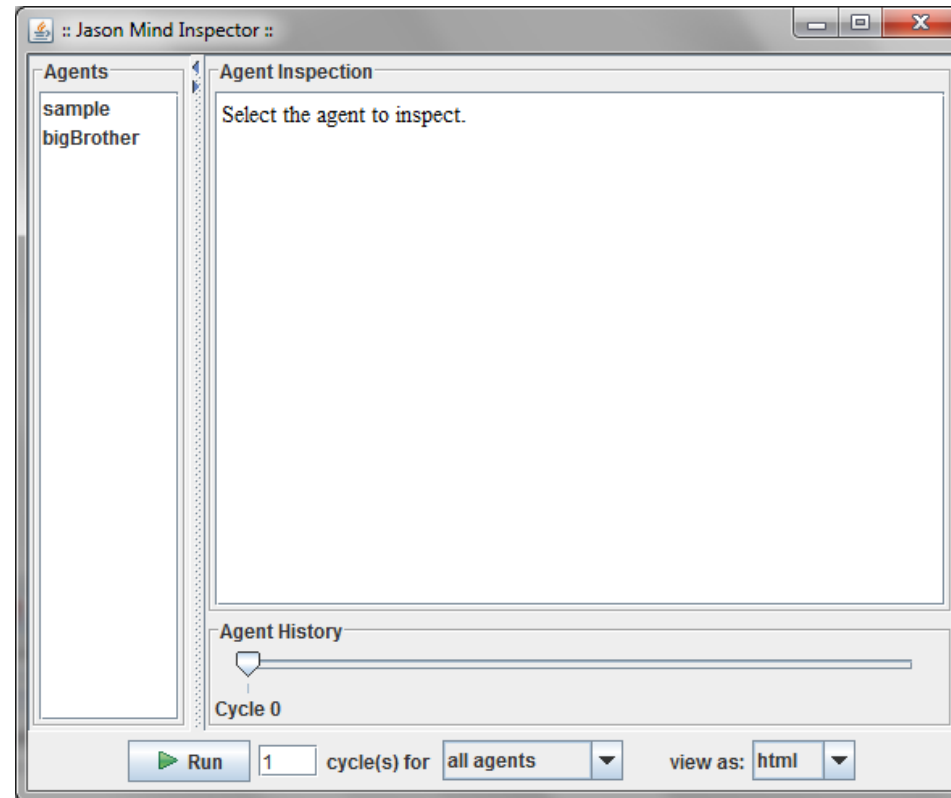 :: Jason Mind Inspector ::
Agents
sample
bigBrother
Agent Inspection
Select the agent to inspect.
Agent History
Cycle 0
Run 1 cycle(s) for all agents view as: html